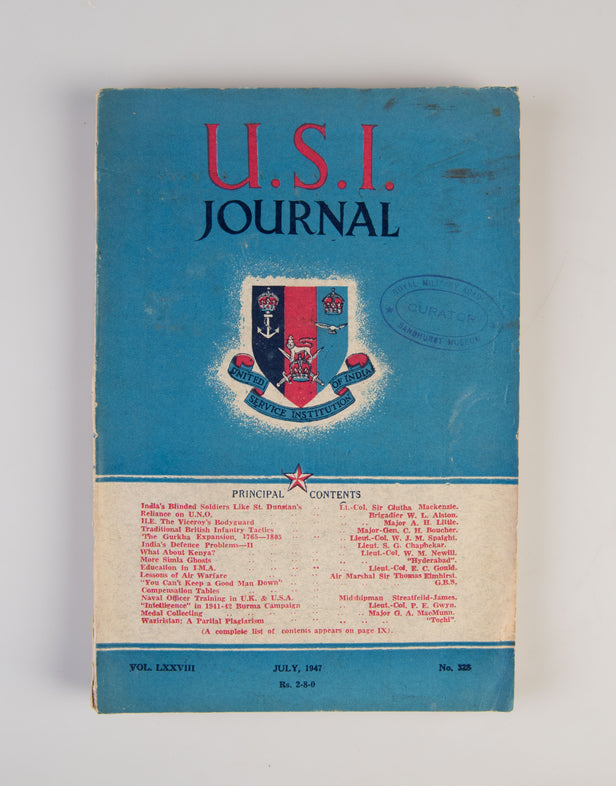 U.S.I.
JOURNAL
ROYAL MILITARY ACAD
CURATOR
SANDHURST MUSEUM
UNITED SERVICE INSTITUTION OF INDIA
PRINCIPAL CONTENTS
India's Blinded Soldiers Like St. Dunstan's .. .. Lt.-Col. Sir Clutha Mackenzie.
Reliance on U.N.O. .. .. Brigadier W. L. Alston.
H.E. The Viceroy's Bodyguard .. .. Major A. H. Little.
Traditional British Infantry Tactics .. .. Major-Gen. C. H. Boucher.
'The Gurkha Expansion, 1765—1805 .. .. Lieut.-Col. W. J. M. Spaight.
India's Defence Problems—II .. .. Lieut. S. G. Chaphekar.
What About Kenya? .. .. Lieut.-Col. W. M. Newill.
More Simla Ghosts .. .. "Hyderabad".
Education in I.M.A. .. .. Lieut.-Col. E. C. Gould.
Lessons of Air Warfare .. .. Air Marshal Sir Thomas Elmhirst.
"You Can't Keep a Good Man Down" .. .. G.B.S.
Compensation Tables
Naval Officer Training in U.K. & U.S.A. .. Midshipman Streatfeild-James.
"Intelligence" in 1941-42 Burma Campaign .. Lieut.-Col. P. E. Gwyn.
Medal Collecting .. .. Major G. A. MacMunn.
Waziristan; A Partial Plagiarism .. .. "Tochi".
(A complete list of contents appears on page IX).
VOL. LXXVIII JULY, 1947 No. 328
Rs. 2-8-0